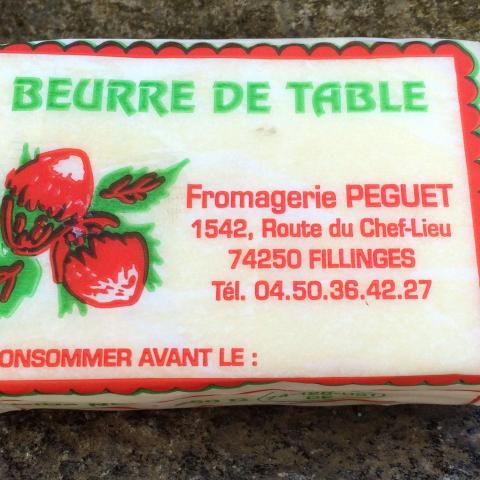 BEURRE DE TABLE
Fromagerie PEGUET
1542, Route du Chef-Lieu
74250 FILLINGES
Tél. 04.50.36.42.27
ONSOMMER AVANT LE :